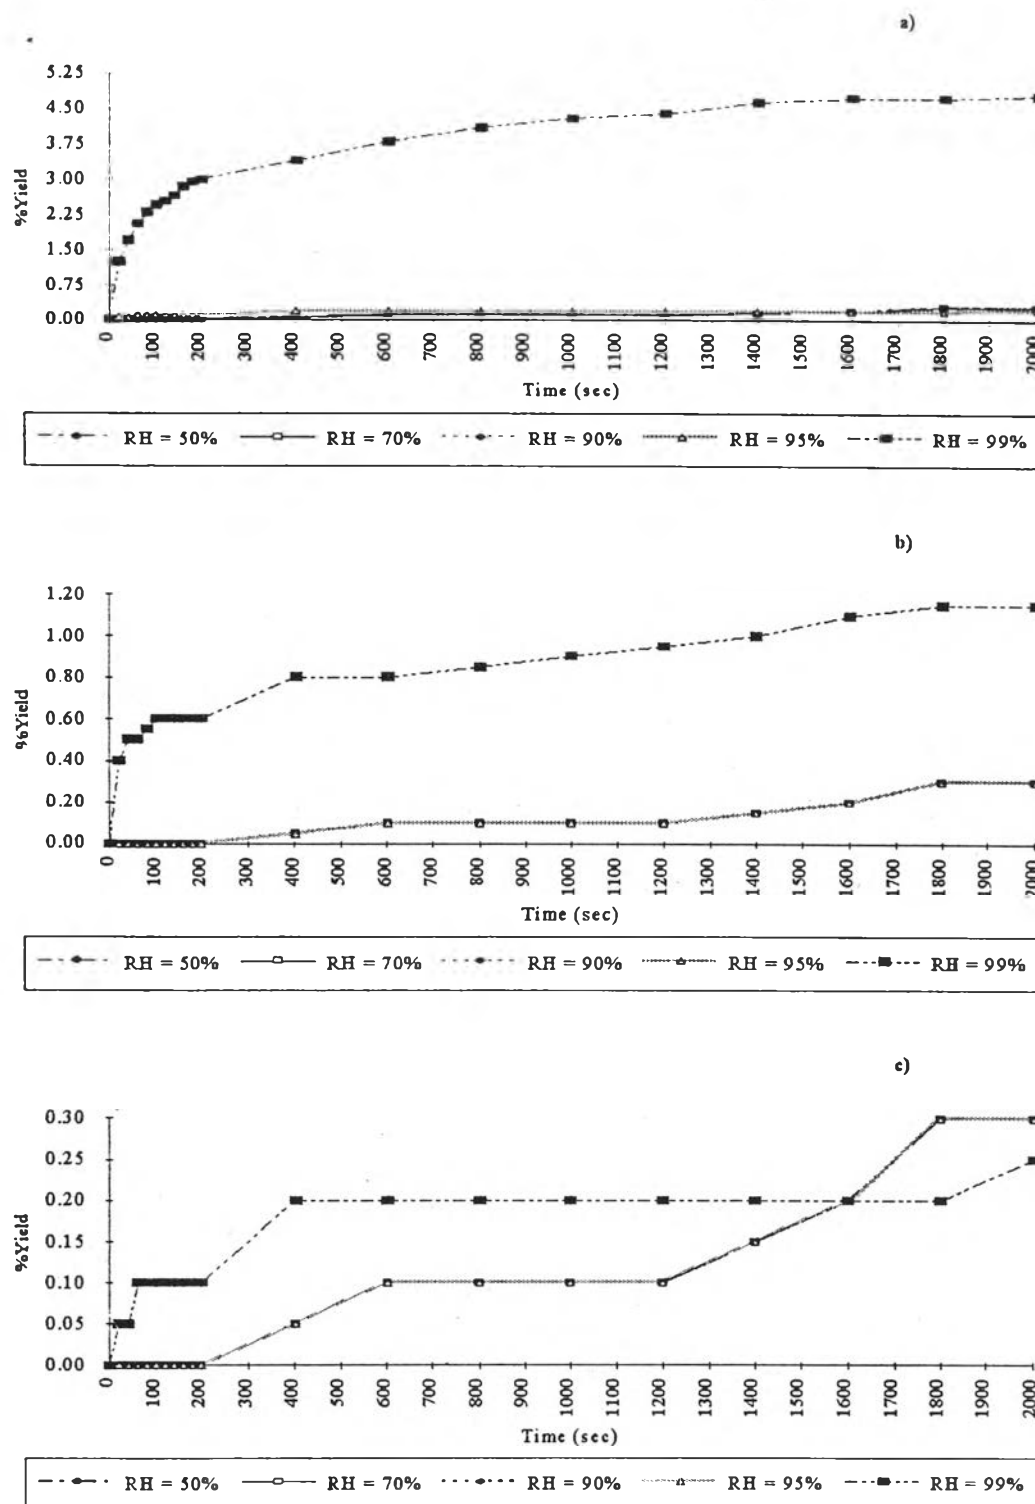 a)
5.25
4.50
3.75
3.00
2.25
1.50
0.75
0.00
%Yield
0 100 200 300 400 500 600 700 800 900 1000 1100 1200 1300 1400 1500 1600 1700 1800 1900 2000
Time (sec)
RH = 50% RH = 70% RH = 90% RH = 95% RH = 99%
b)
1.20
1.00
0.80
0.60
0.40
0.20
0.00
%Yield
0 100 200 300 400 500 600 700 800 900 1000 1100 1200 1300 1400 1500 1600 1700 1800 1900 2000
Time (sec)
RH = 50% RH = 70% RH = 90% RH = 95% RH = 99%
c)
0.30
0.25
0.20
0.15
0.10
0.05
0.00
%Yield
0 100 200 300 400 500 600 700 800 900 1000 1100 1200 1300 1400 1500 1600 1700 1800 1900 2000
Time (sec)
RH = 50% RH = 70% RH = 90% RH = 95% RH = 99%